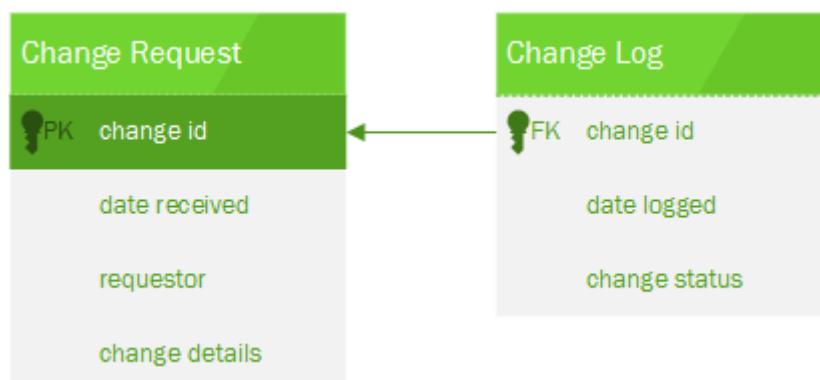 Change Request
PK change id
date received
requestor
change details
Change Log
FK change id
date logged
change status